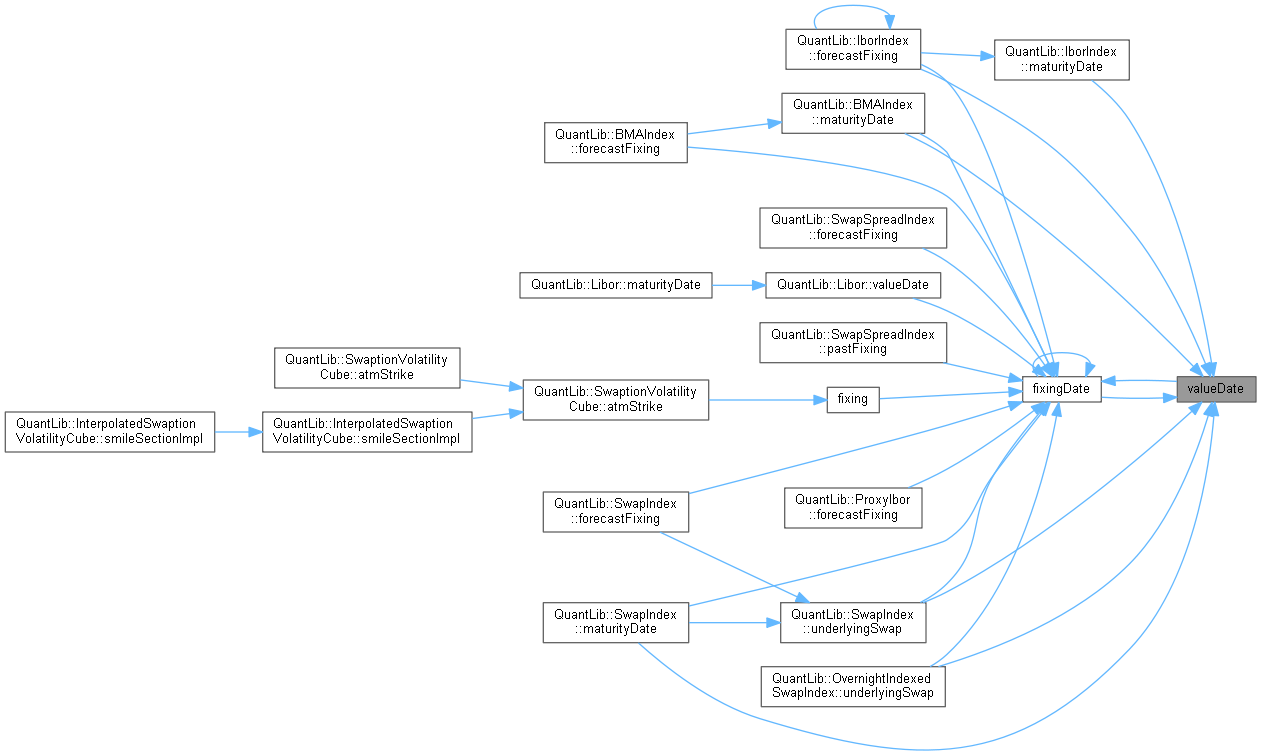 QuantLib::IborIndex
::forecastFixing
QuantLib::IborIndex
::maturityDate
QuantLib::BMAIndex
::maturityDate
QuantLib::BMAIndex
::forecastFixing
QuantLib::SwapSpreadIndex
::forecastFixing
QuantLib::Libor::maturityDate
QuantLib::Libor::valueDate
QuantLib::SwapSpreadIndex
::pastFixing
QuantLib::SwaptionVolatility
Cube::atmStrike
fixingDate
valueDate
QuantLib::SwaptionVolatility
Cube::atmStrike
fixing
QuantLib::InterpolatedSwaption
VolatilityCube::smileSectionImpl
QuantLib::InterpolatedSwaption
VolatilityCube::smileSectionImpl
QuantLib::SwapIndex
::forecastFixing
QuantLib::ProxyIbor
::forecastFixing
QuantLib::SwapIndex
::maturityDate
QuantLib::SwapIndex
::underlyingSwap
QuantLib::OvernightIndexed
SwapIndex::underlyingSwap